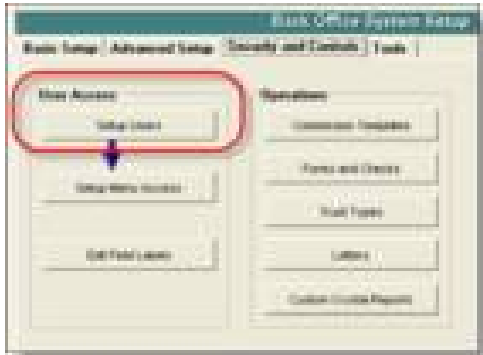 Back Office System Setup
Basic Setup Advanced Setup Security and Controls Tools
User Access
Setup Users
Setup Menu Access
Edit Field Labels
Operations
Commission Templates
Forms and Checks
Trust Types
Letters
Custom Crystal Reports